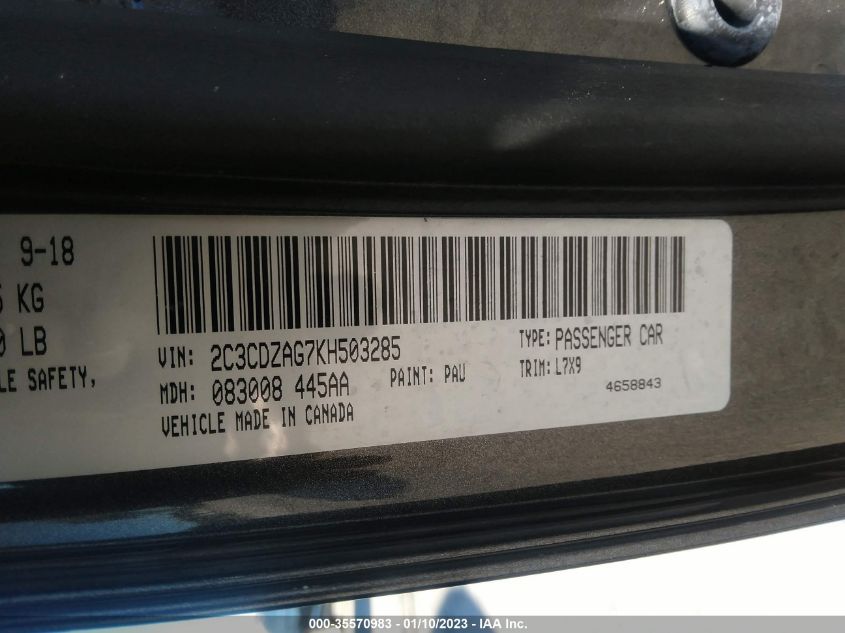 9-18
KG
LB
VIN: 2C3CDZAG7KH503285
TYPE: PASSENGER CAR
LE SAFETY,
MDH: 083008 445AA
PAINT: PAU
TRIM: L7X9
4658843
VEHICLE MADE IN CANADA
000-35570983 - 01/10/2023 - IAA Inc.